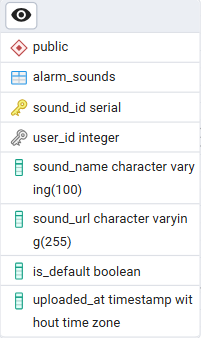 public
alarm_sounds
sound_id serial
user_id integer
sound_name character vary
ing(100)
sound_url character varyin
g(255)
is_default boolean
uploaded_at timestamp wit
hout time zone